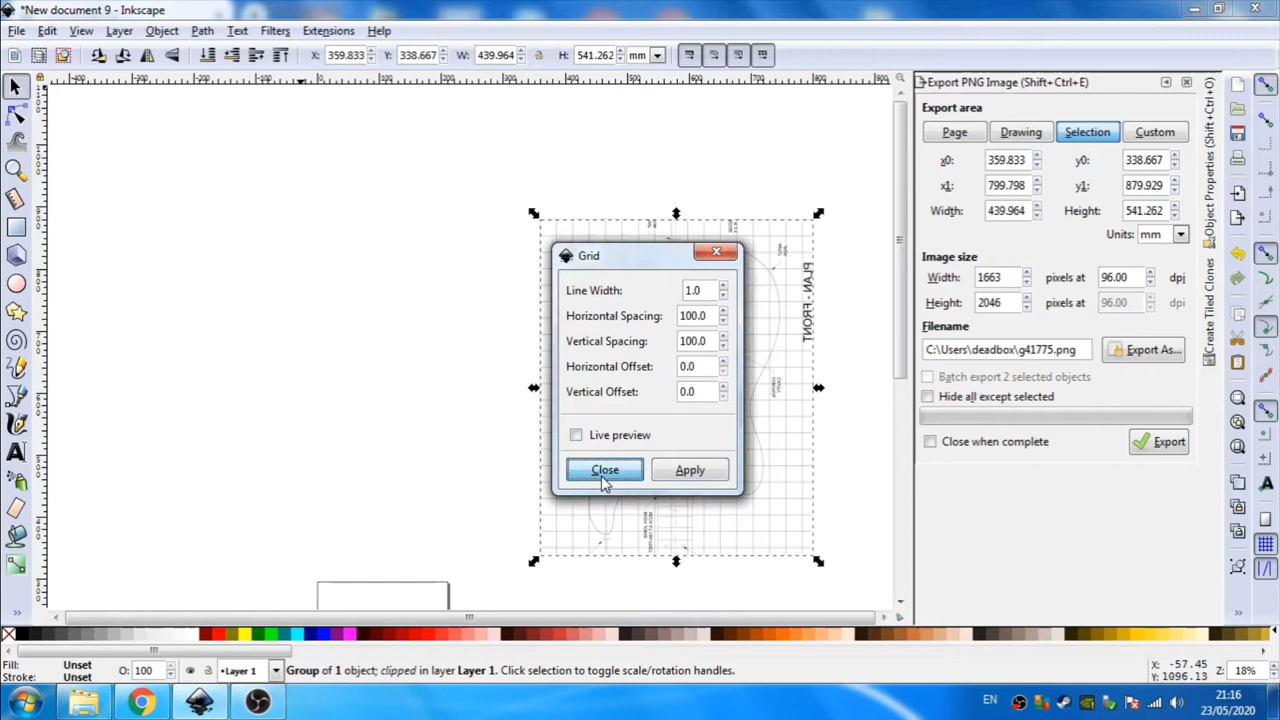 *New document 9 - Inkscape
File Edit View Layer Object Path Text Filters Extensions Help
X: 359.833 Y: 338.667 W: 439.964 H: 541.262 mm
Export PNG Image (Shift+Ctrl+E)
Export area
Page Drawing Selection Custom
x0: 359.833 y0: 338.667
x1: 799.798 y1: 879.929
Width: 439.964 Height: 541.262
Units: mm
Image size
Width: 1663 pixels at 96.00 dpi
Height: 2046 pixels at 96.00 dpi
Filename
C:\Users\deadbox\g41775.png Export As...
Batch export 2 selected objects
Hide all except selected
Close when complete Export
Object Properties (Shift+Ctrl+O)
Create Tiled Clones
Grid
Line Width: 1.0
Horizontal Spacing: 100.0
Vertical Spacing: 100.0
Horizontal Offset: 0.0
Vertical Offset: 0.0
Live preview
Close Apply
PLAN - FRONT
Fill: Unset
Stroke: Unset
O: 100
Layer 1
Group of 1 object; clipped in layer Layer 1. Click selection to toggle scale/rotation handles.
X: -57.45
Y: 1096.13
Z: 18%
EN
21:16
23/05/2020